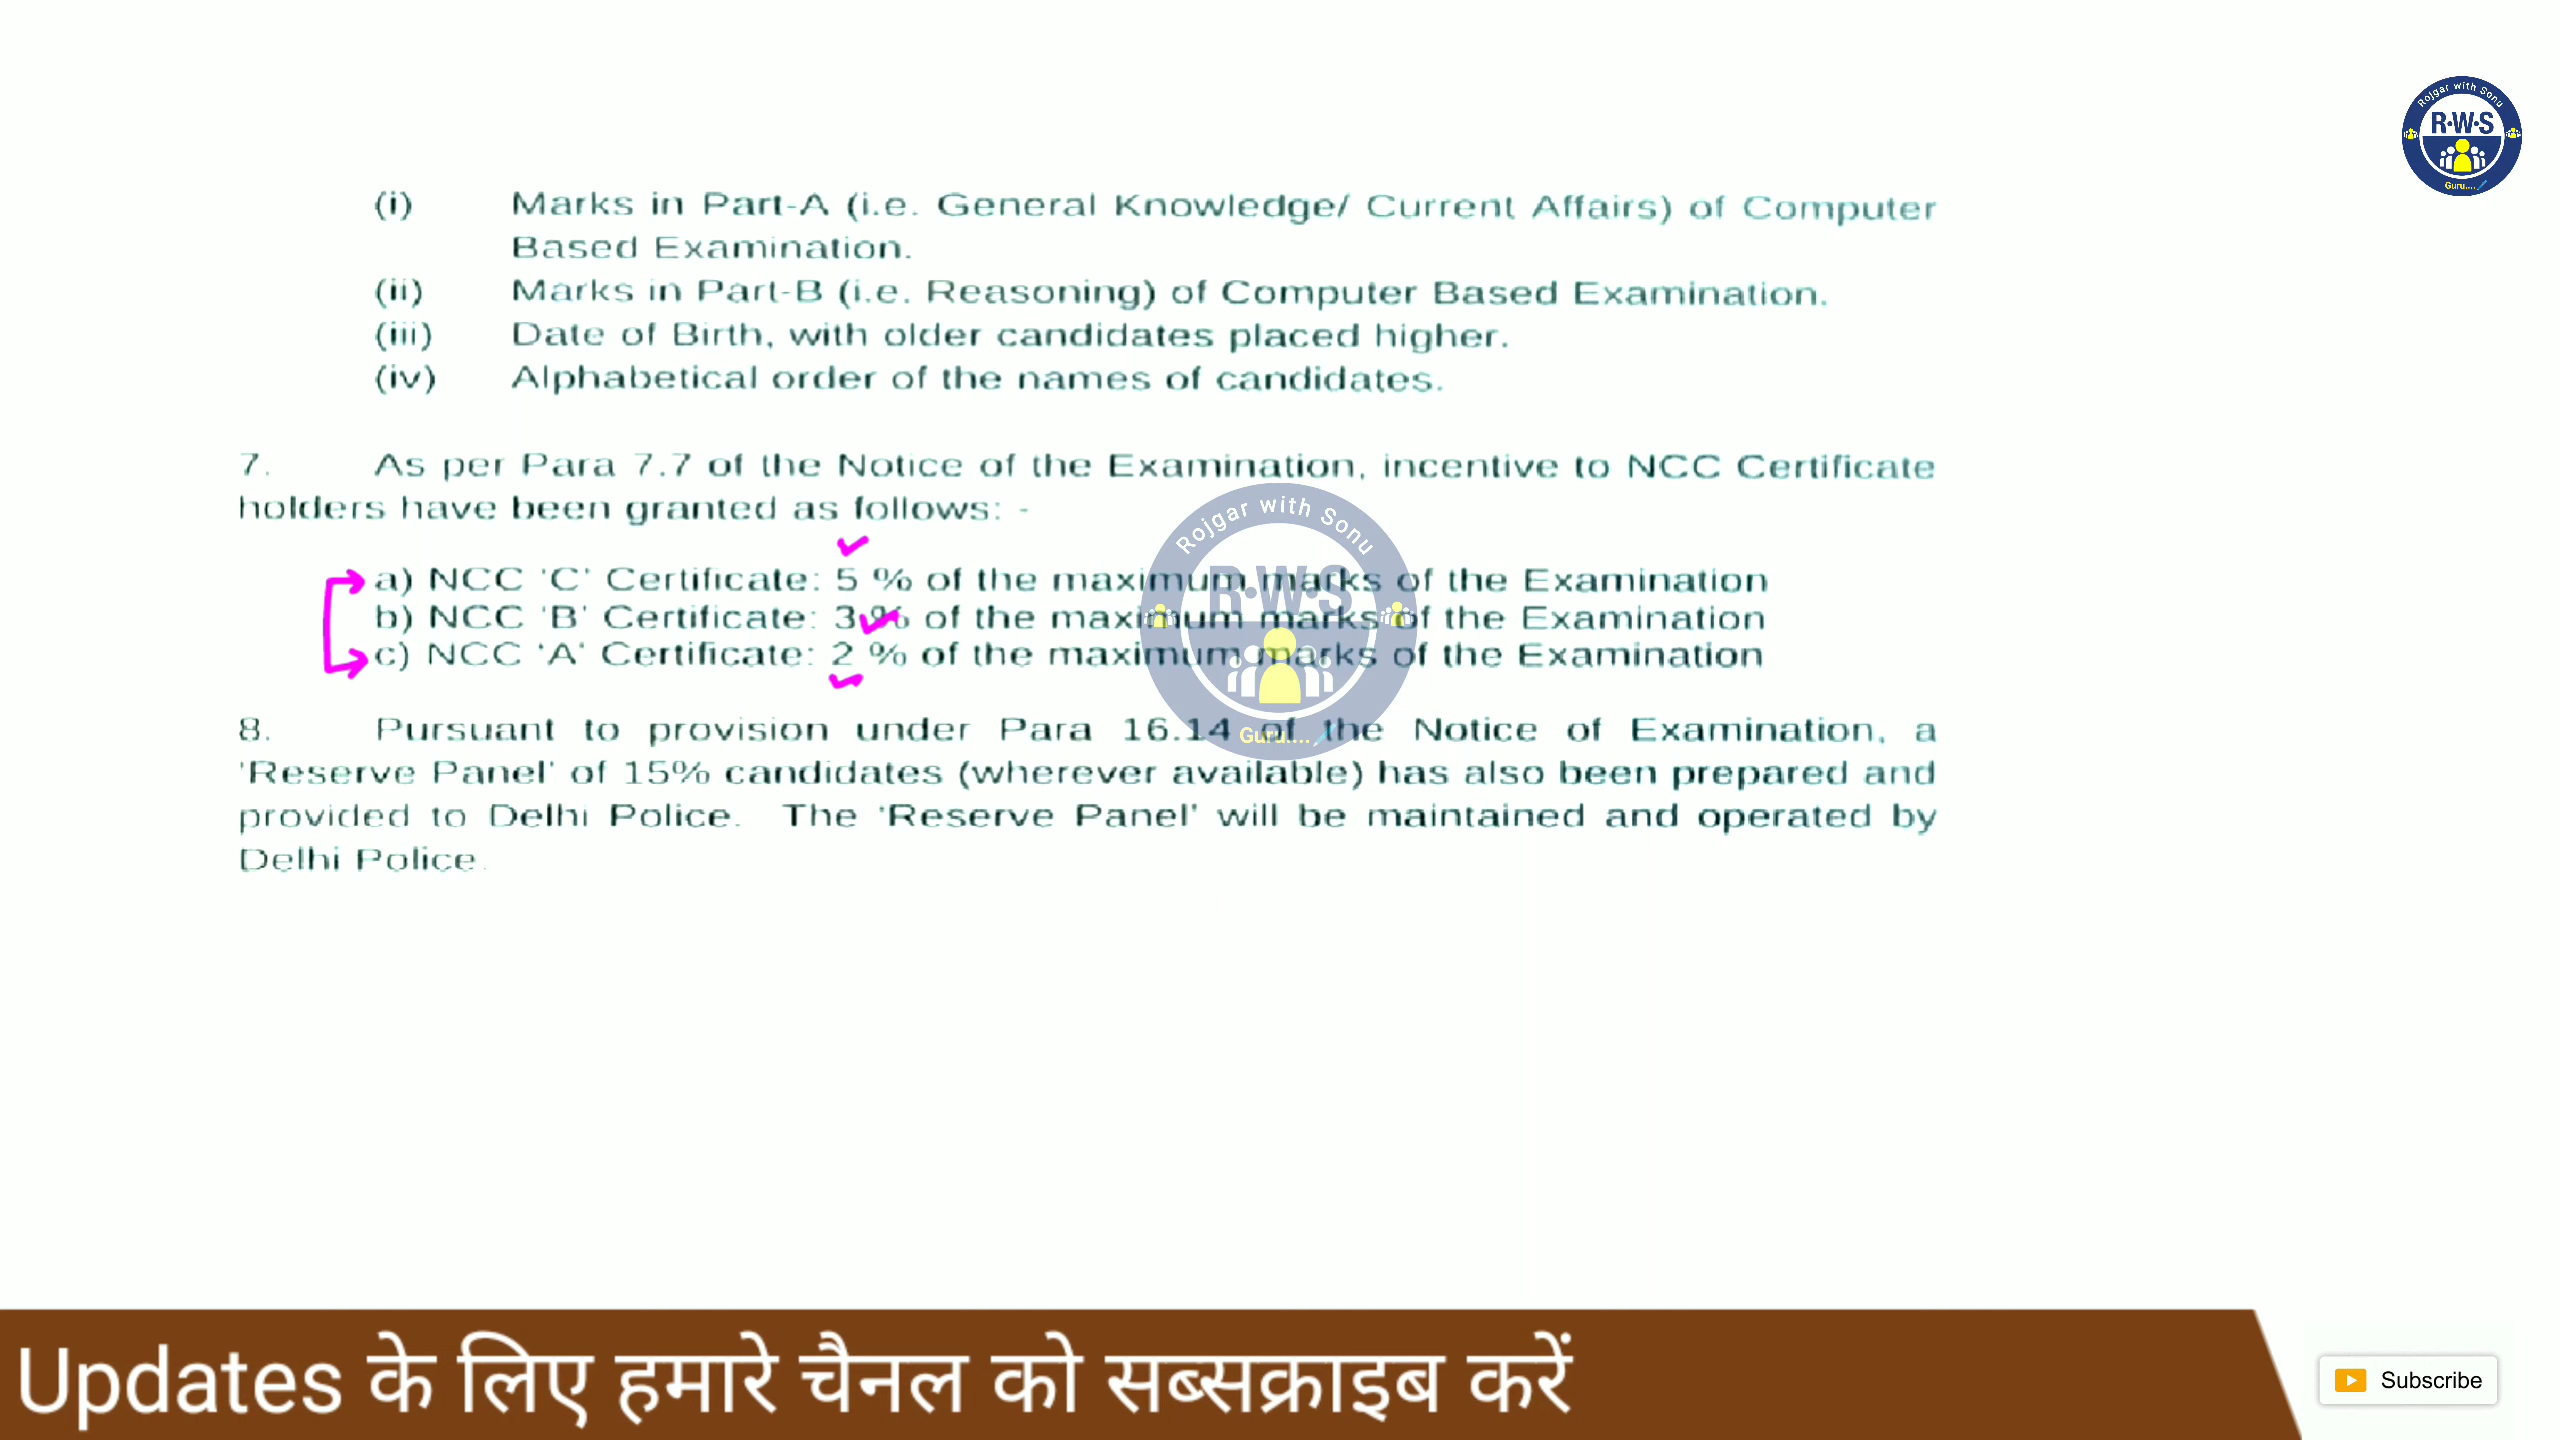 Rojgar with Sonu
R·W·S
Guru....
(i) Marks in Part-A (i.e. General Knowledge/ Current Affairs) of Computer
Based Examination.
(ii) Marks in Part-B (i.e. Reasoning) of Computer Based Examination.
(iii) Date of Birth, with older candidates placed higher.
(iv) Alphabetical order of the names of candidates.
7. As per Para 7.7 of the Notice of the Examination, incentive to NCC Certificate
holders have been granted as follows: -
a) NCC 'C' Certificate: 5 % of the maximum marks of the Examination
b) NCC 'B' Certificate: 3 % of the maximum marks of the Examination
c) NCC 'A' Certificate: 2 % of the maximum marks of the Examination
Rojgar with Sonu
R·W·S
Guru....
8. Pursuant to provision under Para 16.14 of the Notice of Examination, a
'Reserve Panel' of 15% candidates (wherever available) has also been prepared and
provided to Delhi Police. The 'Reserve Panel' will be maintained and operated by
Delhi Police.
Updates के लिए हमारे चैनल को सब्सक्राइब करें
Subscribe